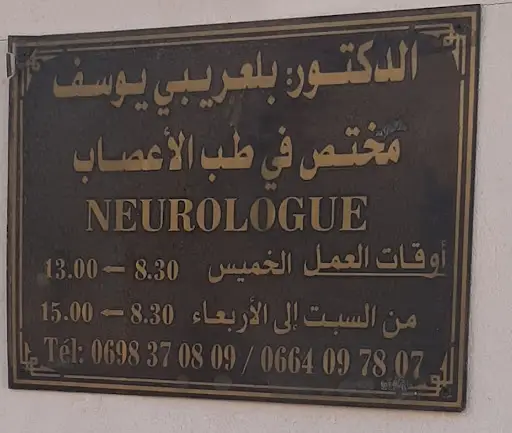 الدكتور: بلعريبي يوسف
مختص في طب الأعصاب
NEUROLOGUE
أوقات العمل الخميس 8.30 – 13.00
من السبت إلى الأربعاء 8.30 – 15.00
Tél: 0698 37 08 09 / 0664 09 78 07